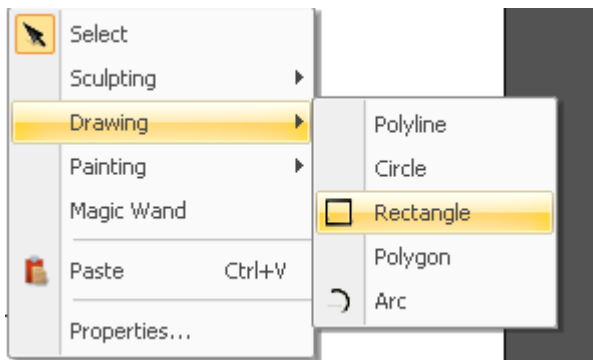 Select
Sculpting
Drawing
Painting
Magic Wand
Paste Ctrl+V
Properties...
Polyline
Circle
Rectangle
Polygon
Arc